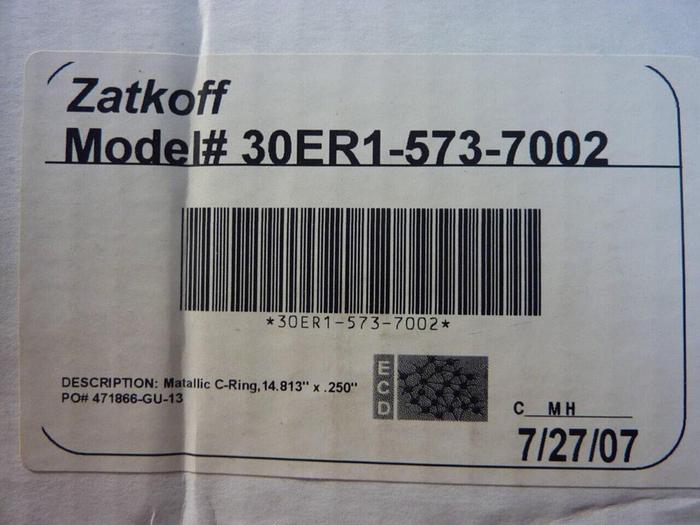 Zatkoff
Model# 30ER1-573-7002
*30ER1-573-7002*
DESCRIPTION: Matallic C-Ring,14.813" x .250"
PO# 471866-GU-13
ECD
C MH
7/27/07